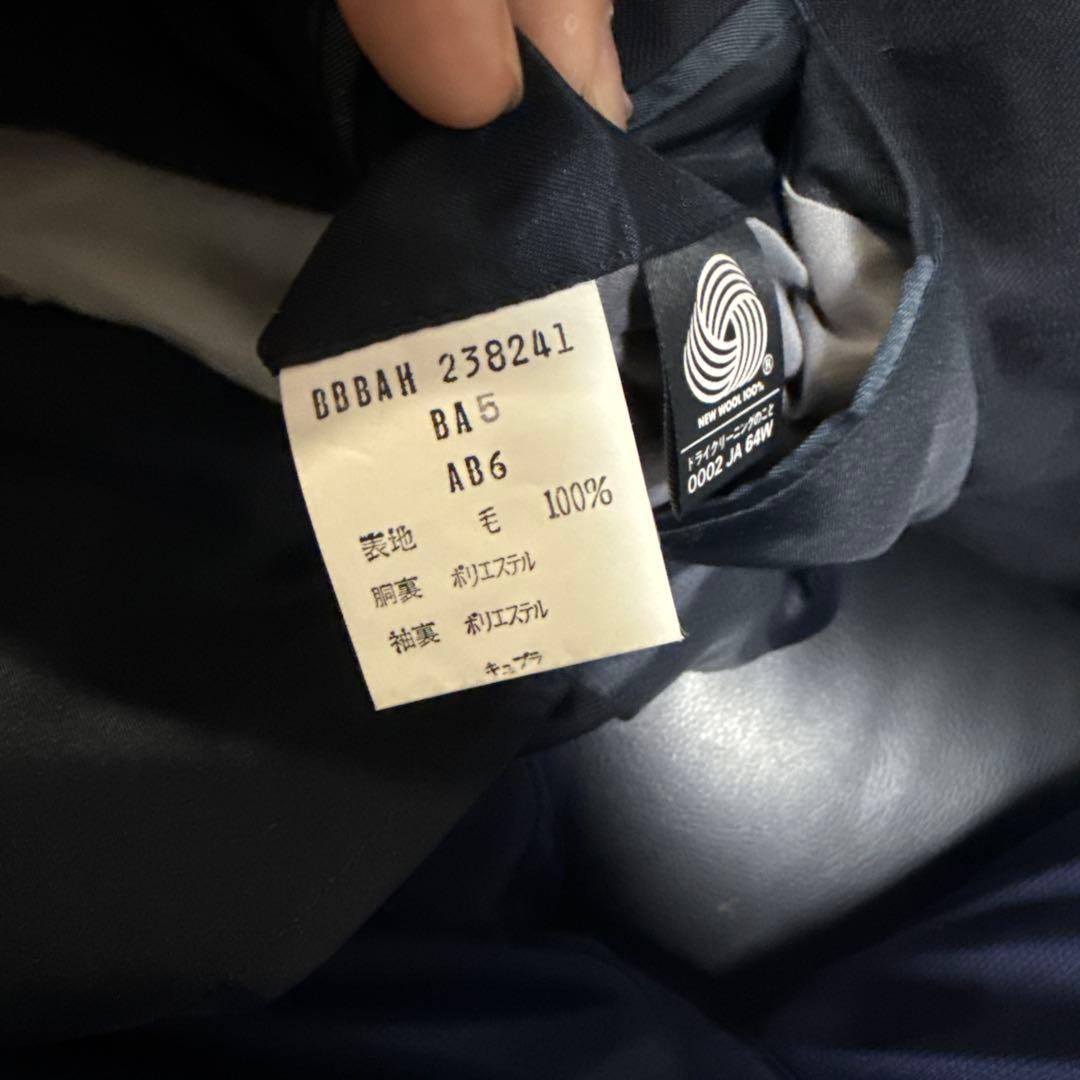 BBBAH 238241
BA5
AB6
表地 毛 100%
胴裏 ポリエステル
袖裏 ポリエステル
キュプラ
NEW WOOL 100%
ドライクリーニングのこと
0002 JA 64W